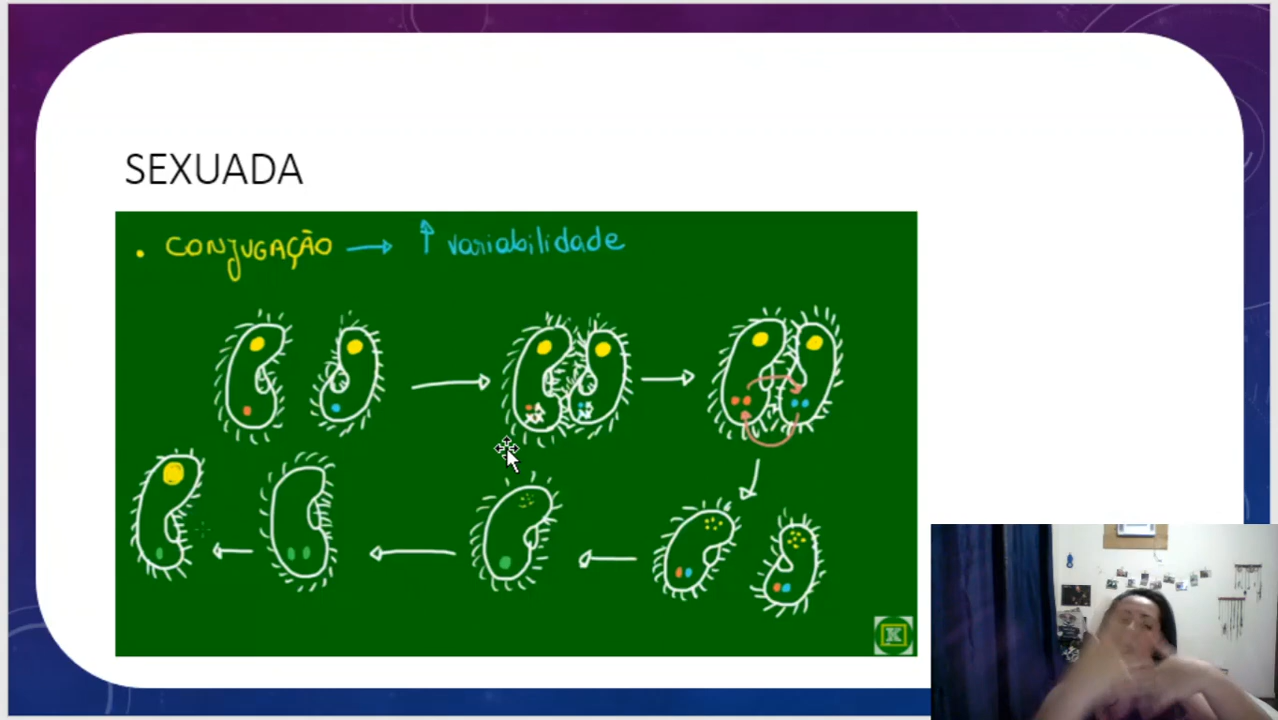 SEXUADA
• CONJUGAÇÃO → ↑ variabilidade
K